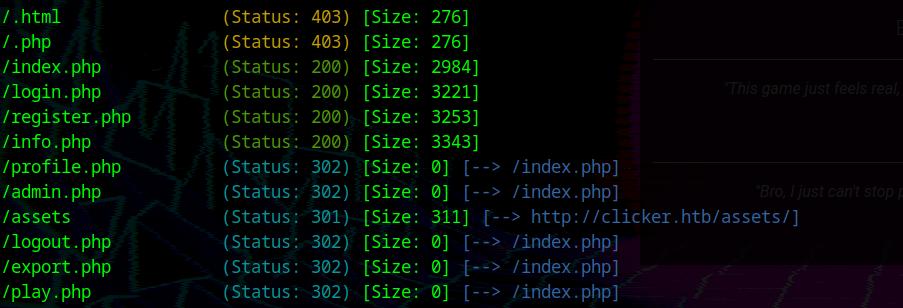 /.html (Status: 403) [Size: 276]
/.php (Status: 403) [Size: 276]
/index.php (Status: 200) [Size: 2984]
/login.php (Status: 200) [Size: 3221]
/register.php (Status: 200) [Size: 3253]
/info.php (Status: 200) [Size: 3343]
/profile.php (Status: 302) [Size: 0] [--> /index.php]
/admin.php (Status: 302) [Size: 0] [--> /index.php]
/assets (Status: 301) [Size: 311] [--> http://clicker.htb/assets/]
/logout.php (Status: 302) [Size: 0] [--> /index.php]
/export.php (Status: 302) [Size: 0] [--> /index.php]
/play.php (Status: 302) [Size: 0] [--> /index.php]
"This game just feels real,
"Bro, I just can't stop